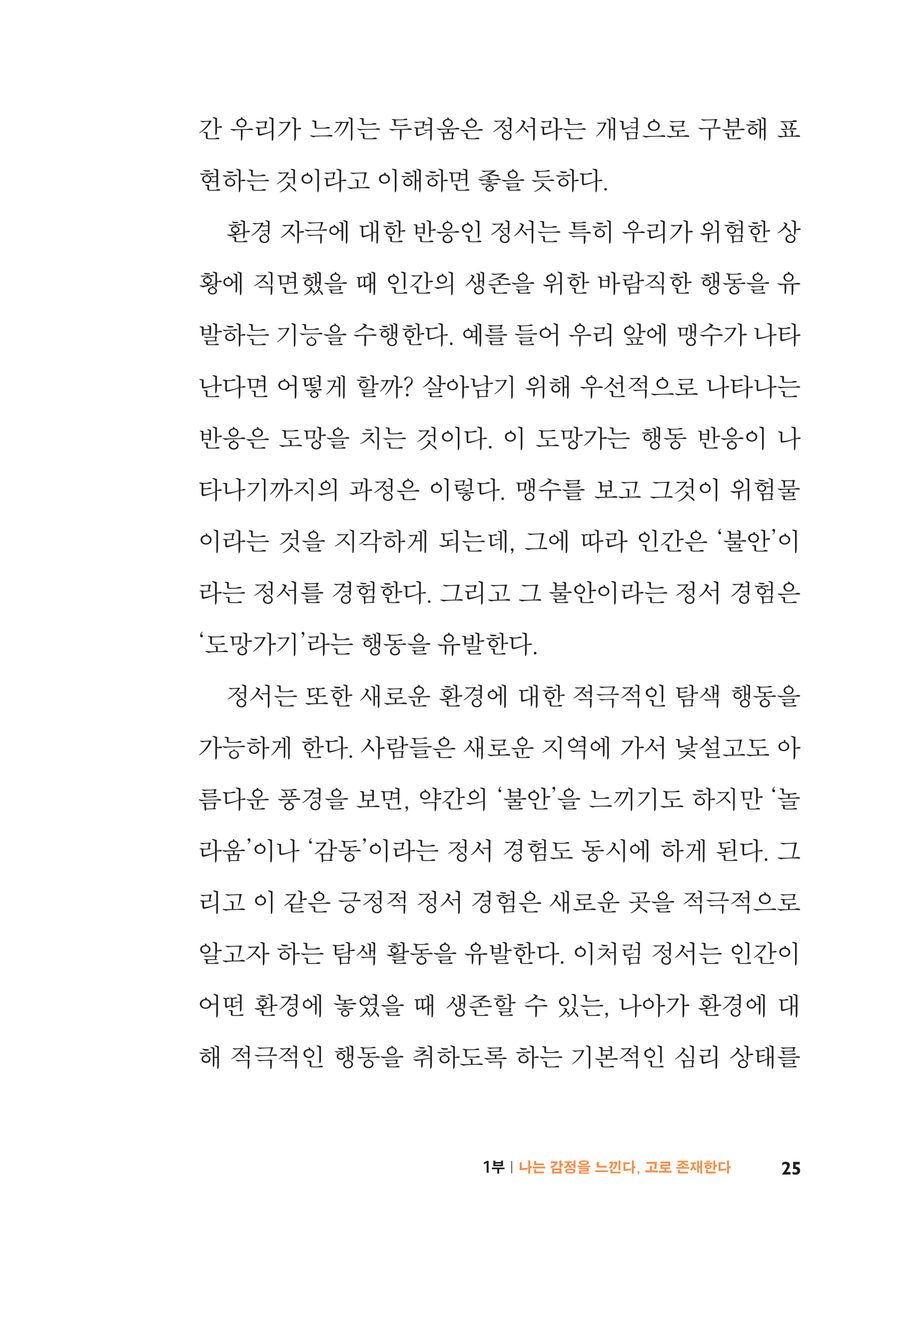 간 우리가 느끼는 두려움은 정서라는 개념으로 구분해 표
현하는 것이라고 이해하면 좋을 듯하다.
환경 자극에 대한 반응인 정서는 특히 우리가 위험한 상
황에 직면했을 때 인간의 생존을 위한 바람직한 행동을 유
발하는 기능을 수행한다. 예를 들어 우리 앞에 맹수가 나타
난다면 어떻게 할까? 살아남기 위해 우선적으로 나타나는
반응은 도망을 치는 것이다. 이 도망가는 행동 반응이 나
타나기까지의 과정은 이렇다. 맹수를 보고 그것이 위험물
이라는 것을 지각하게 되는데, 그에 따라 인간은 ‘불안’이
라는 정서를 경험한다. 그리고 그 불안이라는 정서 경험은
‘도망가기’라는 행동을 유발한다.
정서는 또한 새로운 환경에 대한 적극적인 탐색 행동을
가능하게 한다. 사람들은 새로운 지역에 가서 낯설고도 아
름다운 풍경을 보면, 약간의 ‘불안’을 느끼기도 하지만 ‘놀
라움’이나 ‘감동’이라는 정서 경험도 동시에 하게 된다. 그
리고 이 같은 긍정적 정서 경험은 새로운 곳을 적극적으로
알고자 하는 탐색 활동을 유발한다. 이처럼 정서는 인간이
어떤 환경에 놓였을 때 생존할 수 있는, 나아가 환경에 대
해 적극적인 행동을 취하도록 하는 기본적인 심리 상태를
1부 | 나는 감정을 느낀다, 고로 존재한다 25